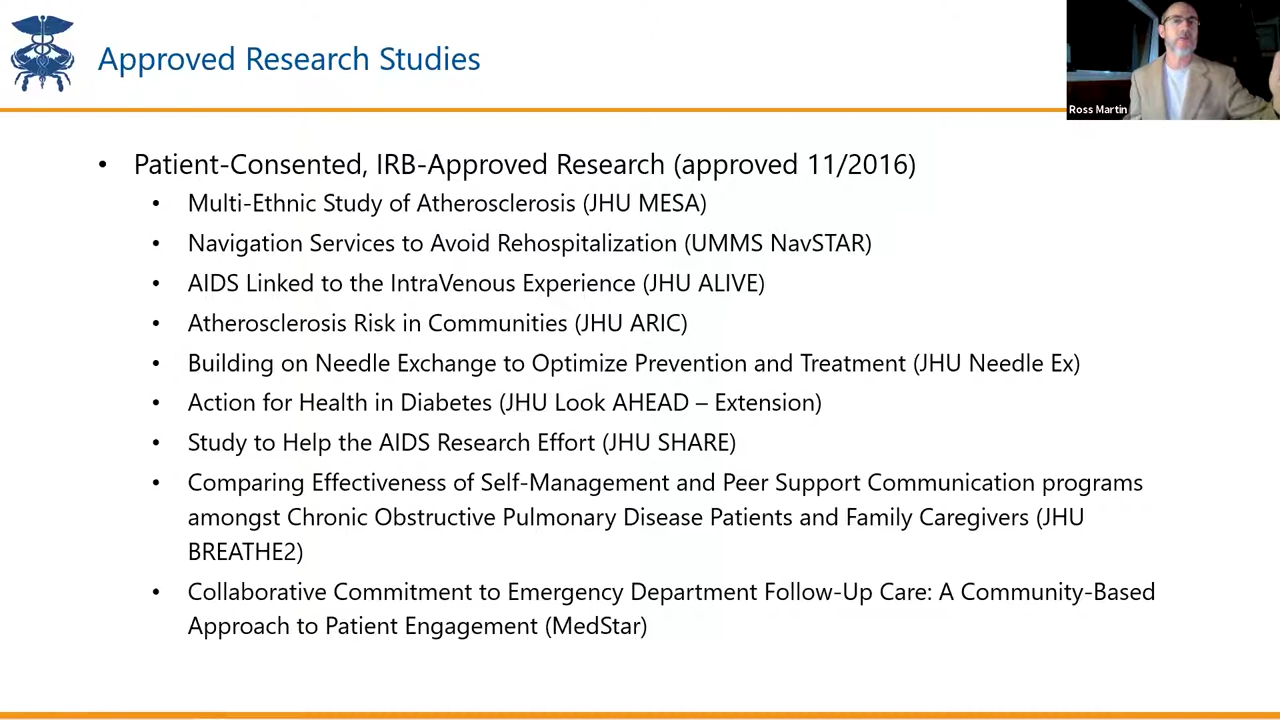 Approved Research Studies
Ross Martin
• Patient-Consented, IRB-Approved Research (approved 11/2016)
• Multi-Ethnic Study of Atherosclerosis (JHU MESA)
• Navigation Services to Avoid Rehospitalization (UMMS NavSTAR)
• AIDS Linked to the IntraVenous Experience (JHU ALIVE)
• Atherosclerosis Risk in Communities (JHU ARIC)
• Building on Needle Exchange to Optimize Prevention and Treatment (JHU Needle Ex)
• Action for Health in Diabetes (JHU Look AHEAD – Extension)
• Study to Help the AIDS Research Effort (JHU SHARE)
• Comparing Effectiveness of Self-Management and Peer Support Communication programs
amongst Chronic Obstructive Pulmonary Disease Patients and Family Caregivers (JHU
BREATHE2)
• Collaborative Commitment to Emergency Department Follow-Up Care: A Community-Based
Approach to Patient Engagement (MedStar)